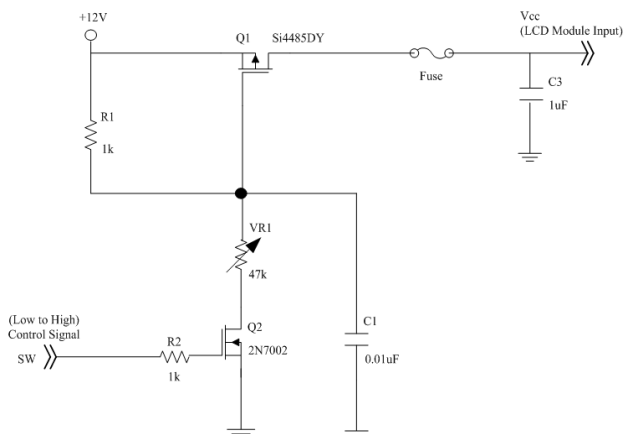 +12V
Q1
Si4485DY
Vcc
(LCD Module Input)
Fuse
C3
1uF
R1
1k
VR1
47k
(Low to High)
Control Signal
SW
R2
1k
Q2
2N7002
C1
0.01uF